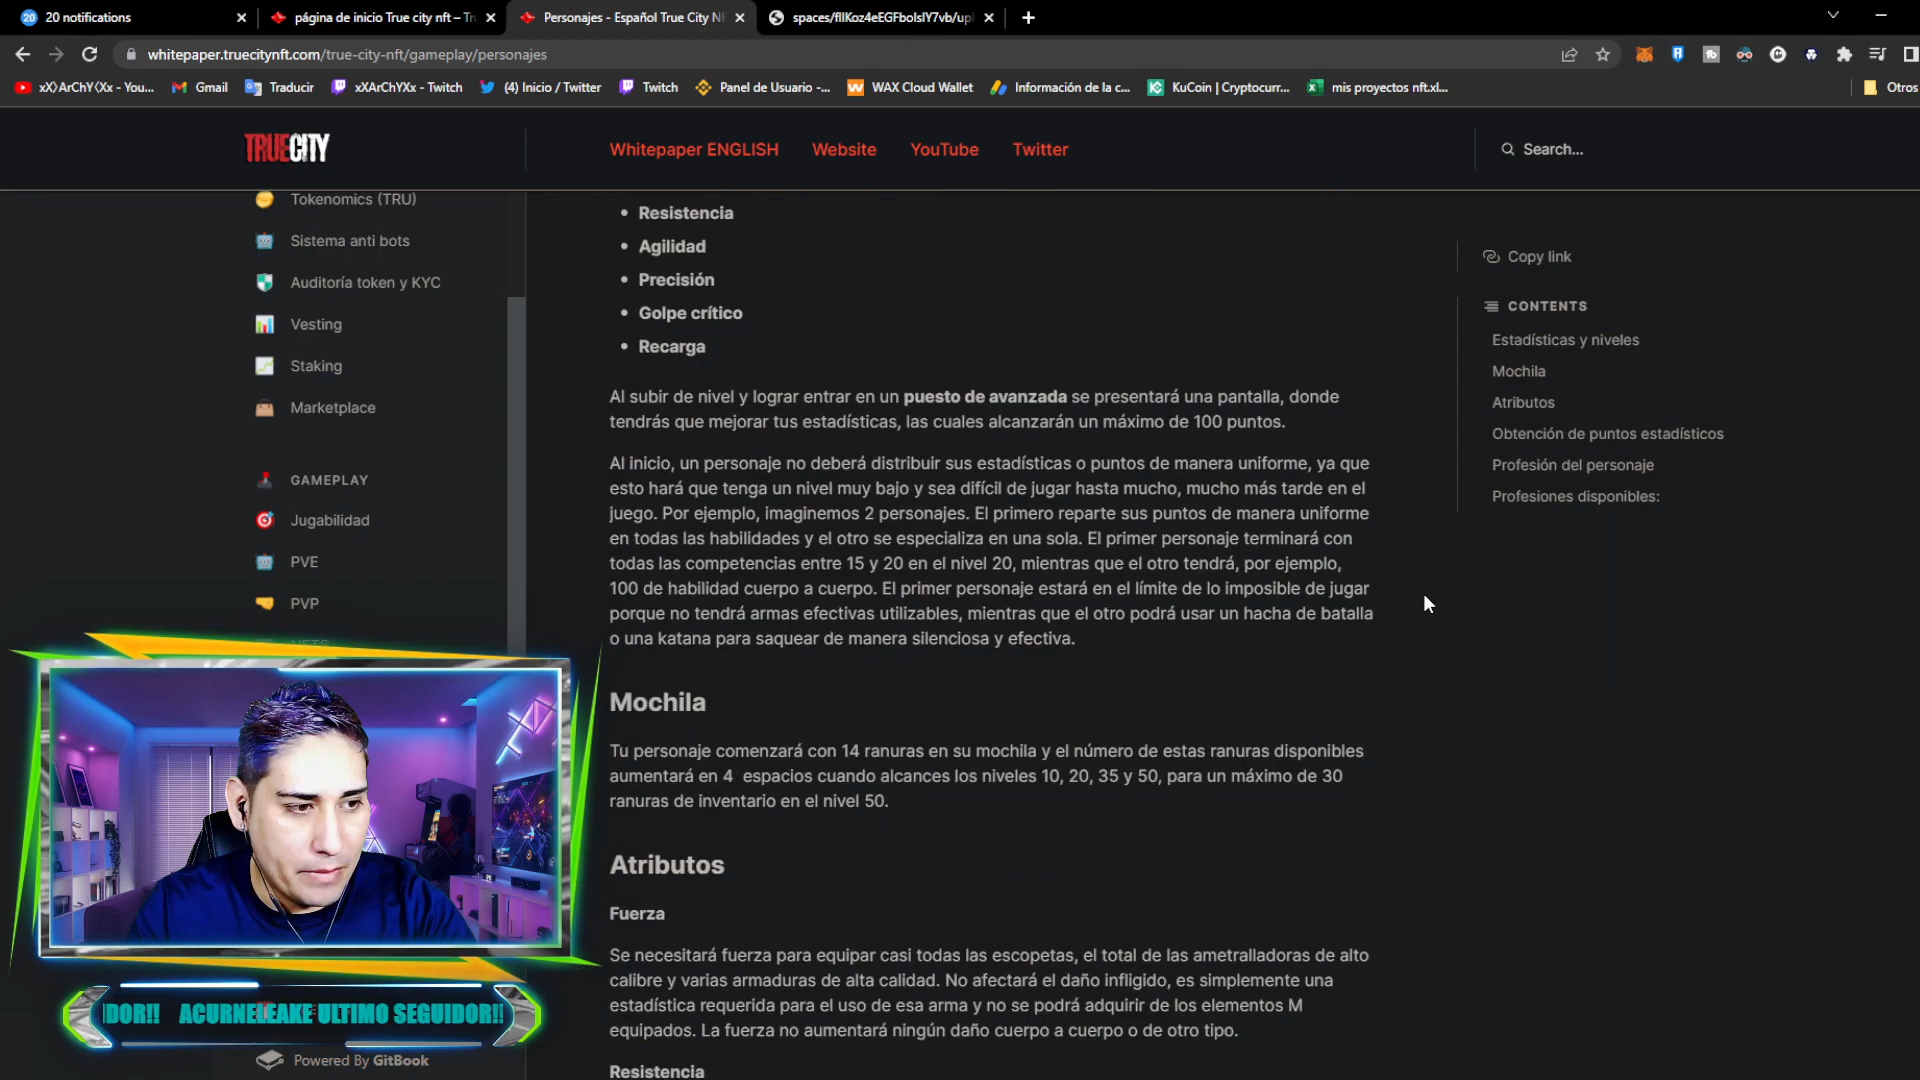 20 20 notifications
página de inicio True city nft – Tr
Personajes - Español True City NF
spaces/fIIKoz4eEGFboIsIY7vb/upl
whitepaper.truecitynft.com/true-city-nft/gameplay/personajes
xX)ArChY(Xx - You...
Gmail
Traducir
xXArChYXx - Twitch
(4) Inicio / Twitter
Twitch
Panel de Usuario -...
WAX Cloud Wallet
Información de la c...
KuCoin | Cryptocurr...
mis proyectos nft.xl...
Otros
TRUECITY
Whitepaper ENGLISH
Website
YouTube
Twitter
Search...
Tokenomics (TRU)
Sistema anti bots
Auditoría token y KYC
Vesting
Staking
Marketplace
GAMEPLAY
Jugabilidad
PVE
PVP
NFTS
Resistencia
Agilidad
Precisión
Golpe crítico
Recarga
Al subir de nivel y lograr entrar en un puesto de avanzada se presentará una pantalla, donde
tendrás que mejorar tus estadísticas, las cuales alcanzarán un máximo de 100 puntos.
Al inicio, un personaje no deberá distribuir sus estadísticas o puntos de manera uniforme, ya que
esto hará que tenga un nivel muy bajo y sea difícil de jugar hasta mucho, mucho más tarde en el
juego. Por ejemplo, imaginemos 2 personajes. El primero reparte sus puntos de manera uniforme
en todas las habilidades y el otro se especializa en una sola. El primer personaje terminará con
todas las competencias entre 15 y 20 en el nivel 20, mientras que el otro tendrá, por ejemplo,
100 de habilidad cuerpo a cuerpo. El primer personaje estará en el límite de lo imposible de jugar
porque no tendrá armas efectivas utilizables, mientras que el otro podrá usar un hacha de batalla
o una katana para saquear de manera silenciosa y efectiva.
Mochila
Tu personaje comenzará con 14 ranuras en su mochila y el número de estas ranuras disponibles
aumentará en 4 espacios cuando alcances los niveles 10, 20, 35 y 50, para un máximo de 30
ranuras de inventario en el nivel 50.
Atributos
Fuerza
Se necesitará fuerza para equipar casi todas las escopetas, el total de las ametralladoras de alto
calibre y varias armaduras de alta calidad. No afectará el daño infligido, es simplemente una
estadística requerida para el uso de esa arma y no se podrá adquirir de los elementos M
equipados. La fuerza no aumentará ningún daño cuerpo a cuerpo o de otro tipo.
Resistencia
Copy link
CONTENTS
Estadísticas y niveles
Mochila
Atributos
Obtención de puntos estadísticos
Profesión del personaje
Profesiones disponibles:
DOR!! ACURNELEAKE ULTIMO SEGUIDOR!!
Powered By GitBook